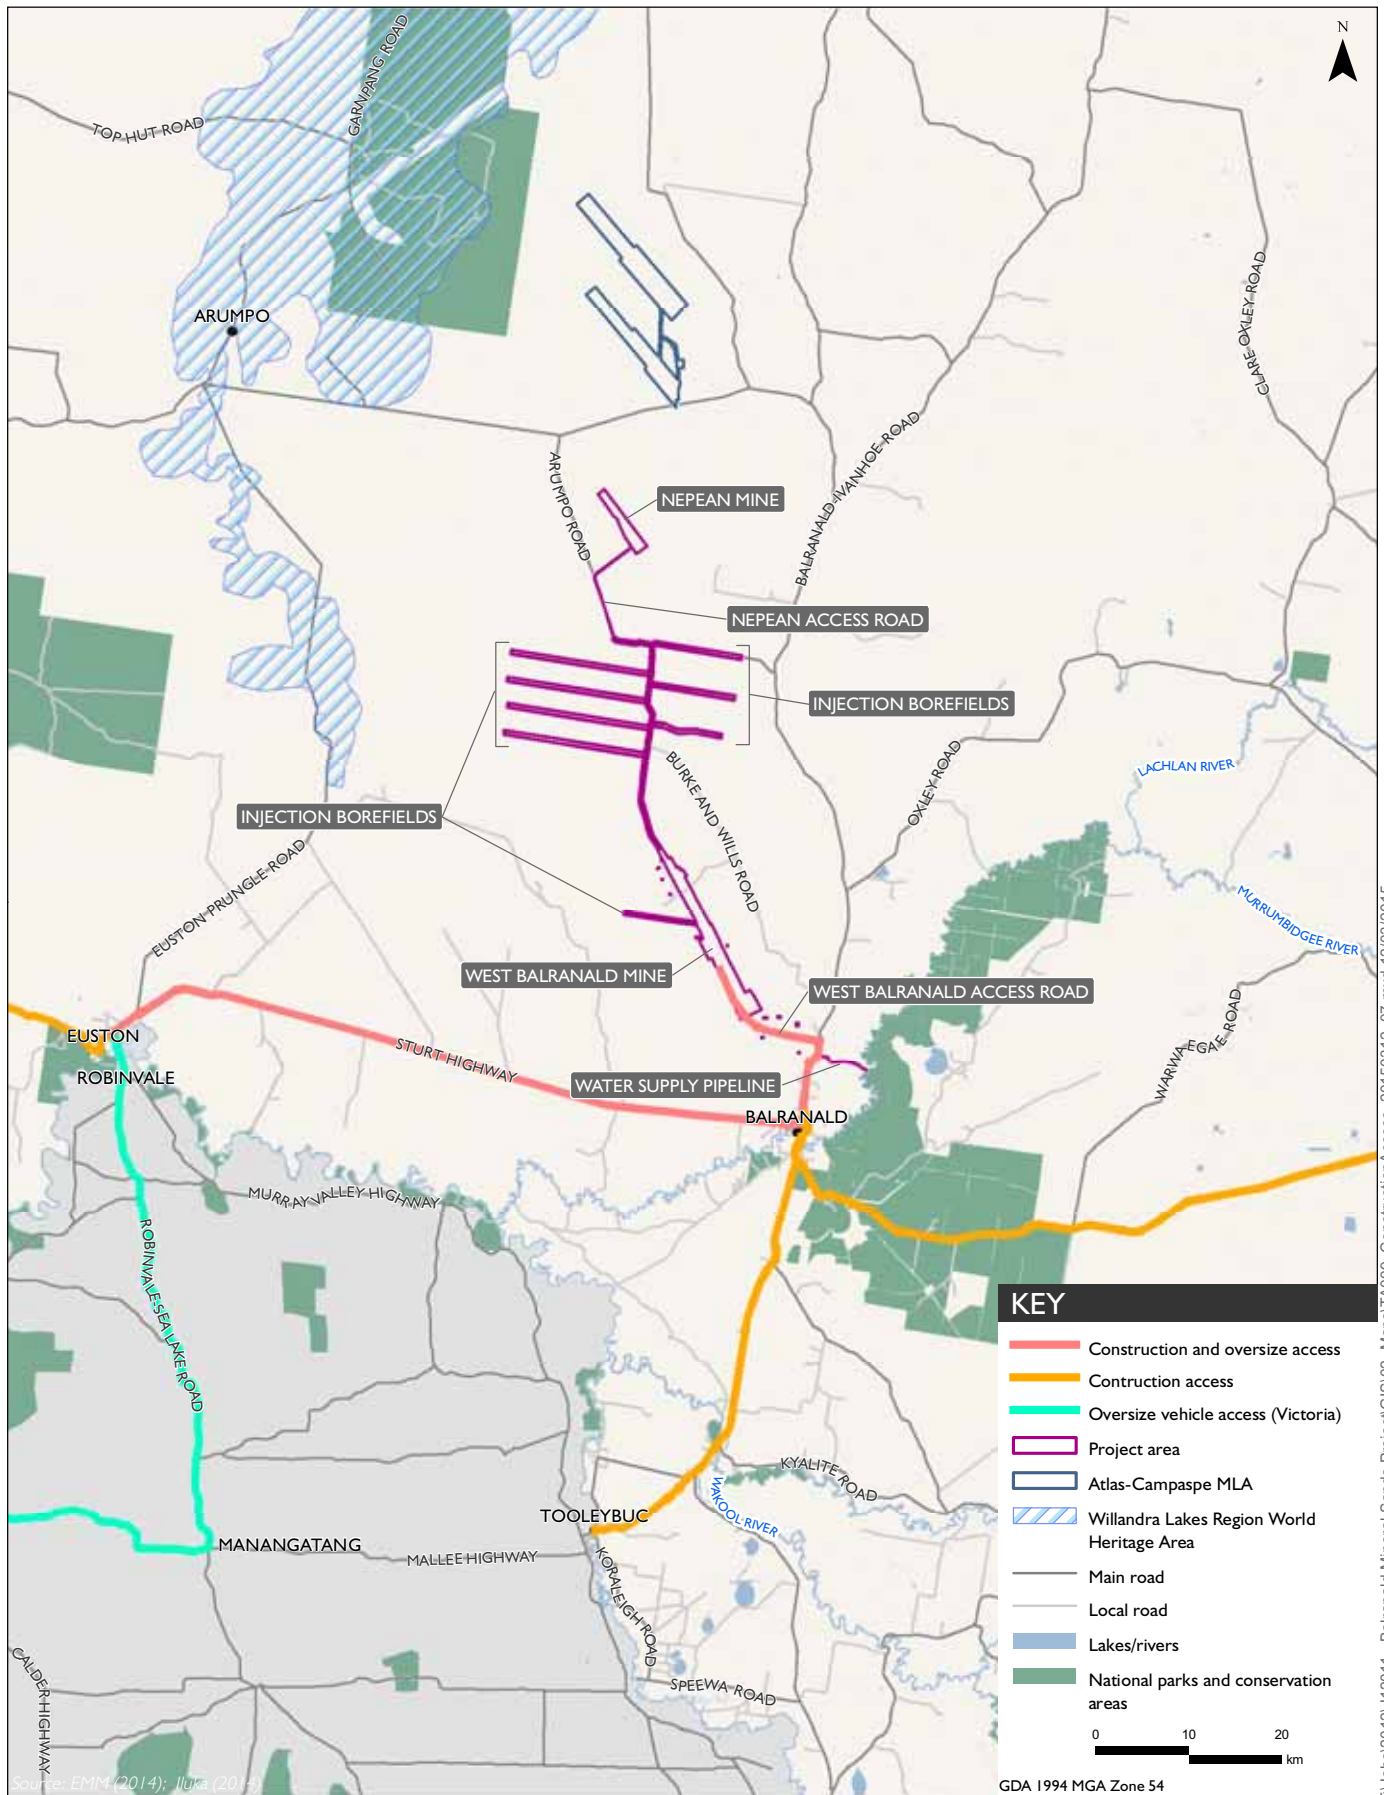 N
GARNPANG ROAD
TOP HUT ROAD
ARUMPO
CLARE OXLEY ROAD
ARUMPO ROAD
BALRANALD-IVANHOE ROAD
NEPEAN MINE
NEPEAN ACCESS ROAD
INJECTION BOREFIELDS
BURKE AND WILLS ROAD
OXLEY ROAD
LACHLAN RIVER
INJECTION BOREFIELDS
EUSTON PRUNGLE ROAD
MURRUMBIDGEE RIVER
WEST BALRANALD MINE
WEST BALRANALD ACCESS ROAD
WARWAEGAE ROAD
EUSTON
STURT HIGHWAY
ROBINVALE
WATER SUPPLY PIPELINE
BALRANALD
MURRAY VALLEY HIGHWAY
ROBINVALE-SEA LAKE ROAD
KYALITE ROAD
WAKOOL RIVER
TOOLEYBUC
MANANGATANG
MALLEE HIGHWAY
KORALEIGH ROAD
SPEEWA ROAD
CALDER HIGHWAY
Source: EMM (2014); Iluka (2014)
KEY
Construction and oversize access
Contruction access
Oversize vehicle access (Victoria)
Project area
Atlas-Campaspe MLA
Willandra Lakes Region World
Heritage Area
Main road
Local road
Lakes/rivers
National parks and conservation
areas
0 10 20
km
GDA 1994 MGA Zone 54